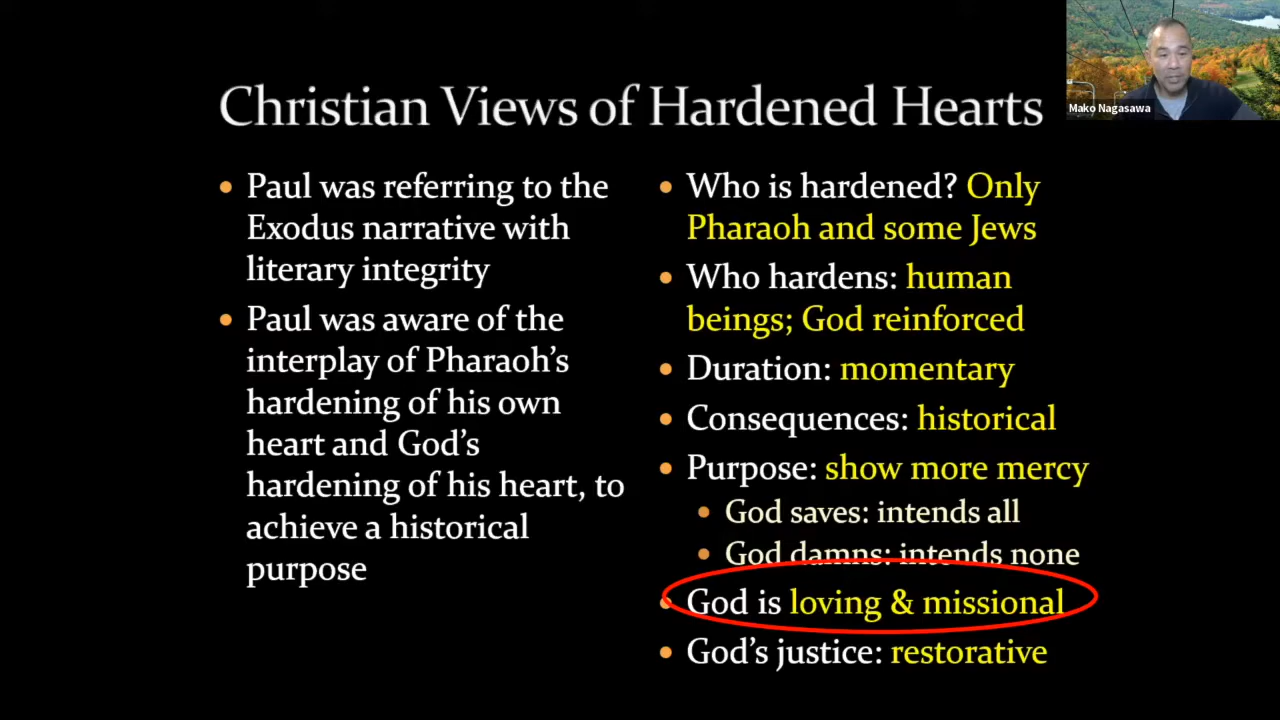 Mako Nagasawa
Christian Views of Hardened Hearts
Paul was referring to the
Exodus narrative with
literary integrity
Paul was aware of the
interplay of Pharaoh's
hardening of his own
heart and God's
hardening of his heart, to
achieve a historical
purpose
Who is hardened? Only
Pharaoh and some Jews
Who hardens: human
beings; God reinforced
Duration: momentary
Consequences: historical
Purpose: show more mercy
God saves: intends all
God damns: intends none
God is loving & missional
God's justice: restorative